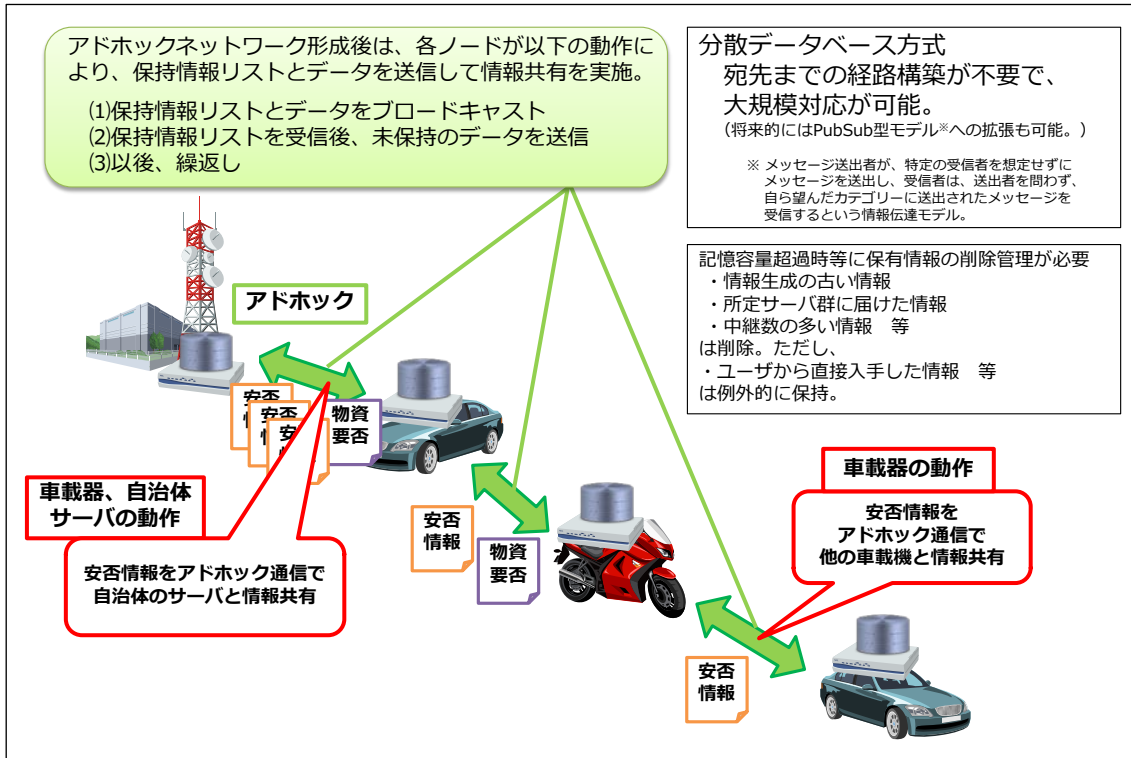 アドホックネットワーク形成後は、各ノードが以下の動作に
より、保持情報リストとデータを送信して情報共有を実施。
(1)保持情報リストとデータをブロードキャスト
(2)保持情報リストを受信後、未保持のデータを送信
(3)以後、繰返し
分散データベース方式
宛先までの経路構築が不要で、
大規模対応が可能。
(将来的にはPubSub型モデル※への拡張も可能。)
※ メッセージ送出者が、特定の受信者を想定せずに
メッセージを送出し、受信者は、送出者を問わず、
自ら望んだカテゴリーに送出されたメッセージを
受信するという情報伝達モデル。
記憶容量超過時等に保有情報の削除管理が必要
・情報生成の古い情報
・所定サーバ群に届けた情報
・中継数の多い情報 等
は削除。ただし、
・ユーザから直接入手した情報 等
は例外的に保持。
アドホック
安否
情
安否
安
物資
要否
車載器、自治体
サーバの動作
安否情報をアドホック通信で
自治体のサーバと情報共有
安否
情報
物資
要否
車載器の動作
安否情報を
アドホック通信で
他の車載機と情報共有
安否
情報